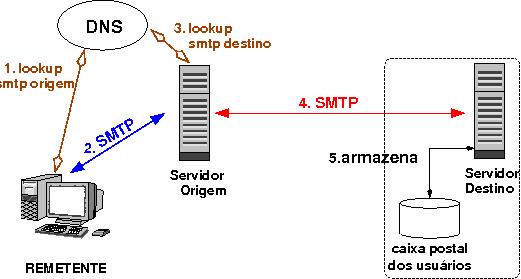 DNS
3. lookup
smtp destino
1. lookup
smtp origem
2. SMTP
4. SMTP
5.armazena
Servidor
Origem
Servidor
Destino
caixa postal
dos usuários
REMETENTE